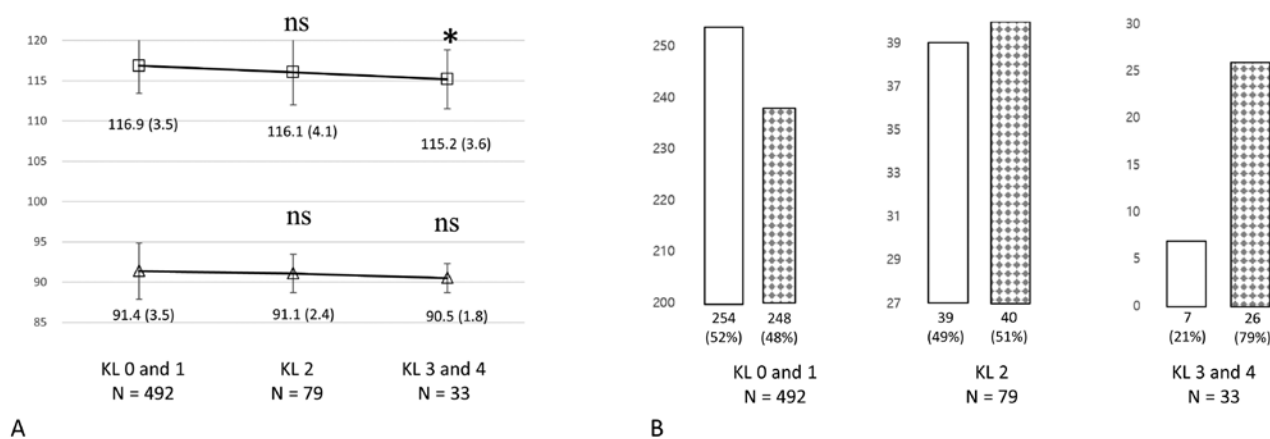 ns
*
120
115
110
105
100
95
90
85
116.9 (3.5)
116.1 (4.1)
115.2 (3.6)
ns
ns
91.4 (3.5)
91.1 (2.4)
90.5 (1.8)
KL 0 and 1
N = 492
KL 2
N = 79
KL 3 and 4
N = 33
A
250
240
230
220
210
200
254
(52%)
248
(48%)
KL 0 and 1
N = 492
39
37
35
33
31
29
27
39
(49%)
40
(51%)
KL 2
N = 79
30
25
20
15
10
5
0
7
(21%)
26
(79%)
KL 3 and 4
N = 33
B